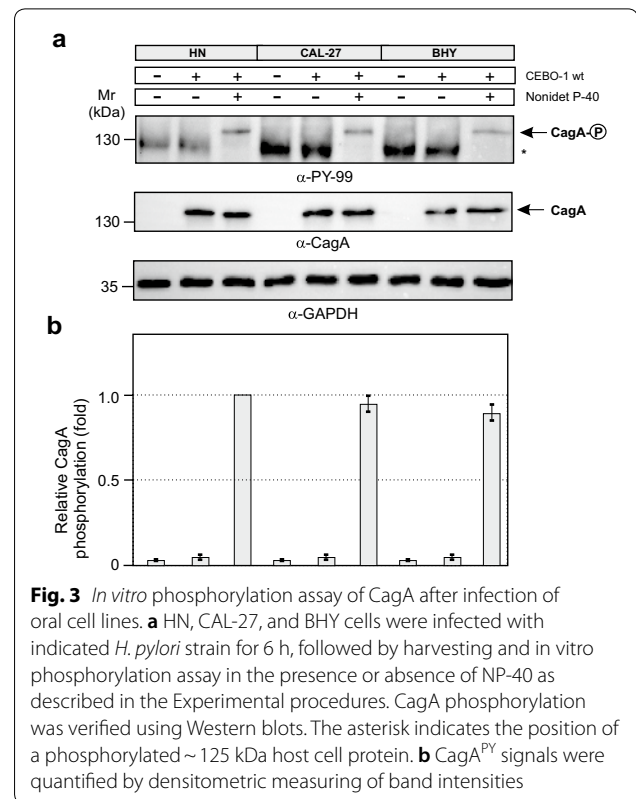 a
HN CAL-27 BHY
– + + – + + – + + CEBO-1 wt
– – + – – + – – + Nonidet P-40
Mr
(kDa)
130
CagA-Ⓟ
*
α-PY-99
130
CagA
α-CagA
35
α-GAPDH
b
Relative CagA
phosphorylation (fold)
1.0
0.5
0
Fig. 3 In vitro phosphorylation assay of CagA after infection of
oral cell lines. a HN, CAL-27, and BHY cells were infected with
indicated H. pylori strain for 6 h, followed by harvesting and in vitro
phosphorylation assay in the presence or absence of NP-40 as
described in the Experimental procedures. CagA phosphorylation
was verified using Western blots. The asterisk indicates the position of
a phosphorylated ~ 125 kDa host cell protein. b CagAᴾʸ signals were
quantified by densitometric measuring of band intensities